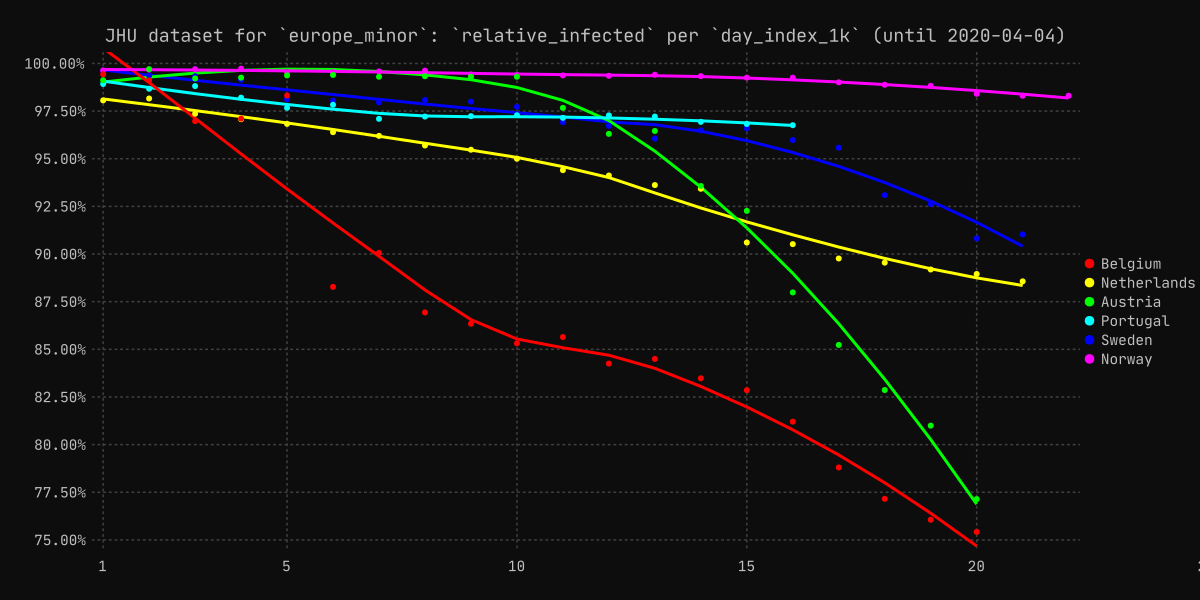 JHU dataset for `europe_minor`: `relative_infected` per `day_index_1k` (until 2020-04-04)
100.00%
97.50%
95.00%
92.50%
90.00%
87.50%
85.00%
82.50%
80.00%
77.50%
75.00%
1 5 10 15 20
Belgium
Netherlands
Austria
Portugal
Sweden
Norway